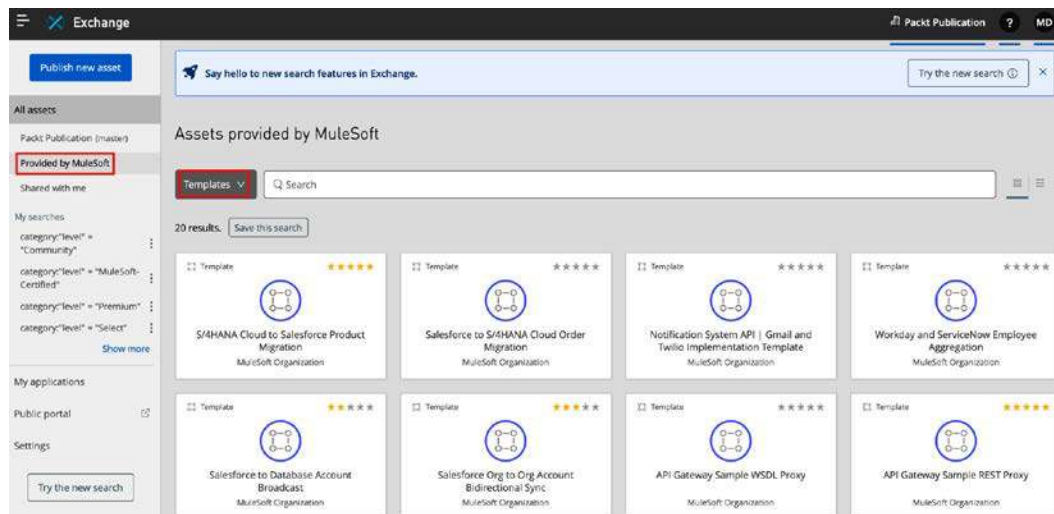 Exchange
Packt Publication
?
MD
Publish new asset
Say hello to new search features in Exchange.
Try the new search
All assets
Packt Publication (master)
Provided by MuleSoft
Shared with me
My searches
category:"level" =
"Community"
category:"level" = "MuleSoft-
Certified"
category:"level" = "Premium"
category:"level" = "Select"
Show more
My applications
Public portal
Settings
Try the new search
Assets provided by MuleSoft
Templates
Search
20 results.
Save this search
Template
S/4HANA Cloud to Salesforce Product
Migration
MuleSoft Organization
Template
Salesforce to S/4HANA Cloud Order
Migration
MuleSoft Organization
Template
Notification System API | Gmail and
Twilio Implementation Template
MuleSoft Organization
Template
Workday and ServiceNow Employee
Aggregation
MuleSoft Organization
Template
Salesforce to Database Account
Broadcast
MuleSoft Organization
Template
Salesforce Org to Org Account
Bidirectional Sync
MuleSoft Organization
Template
API Gateway Sample WSDL Proxy
MuleSoft Organization
Template
API Gateway Sample REST Proxy
MuleSoft Organization